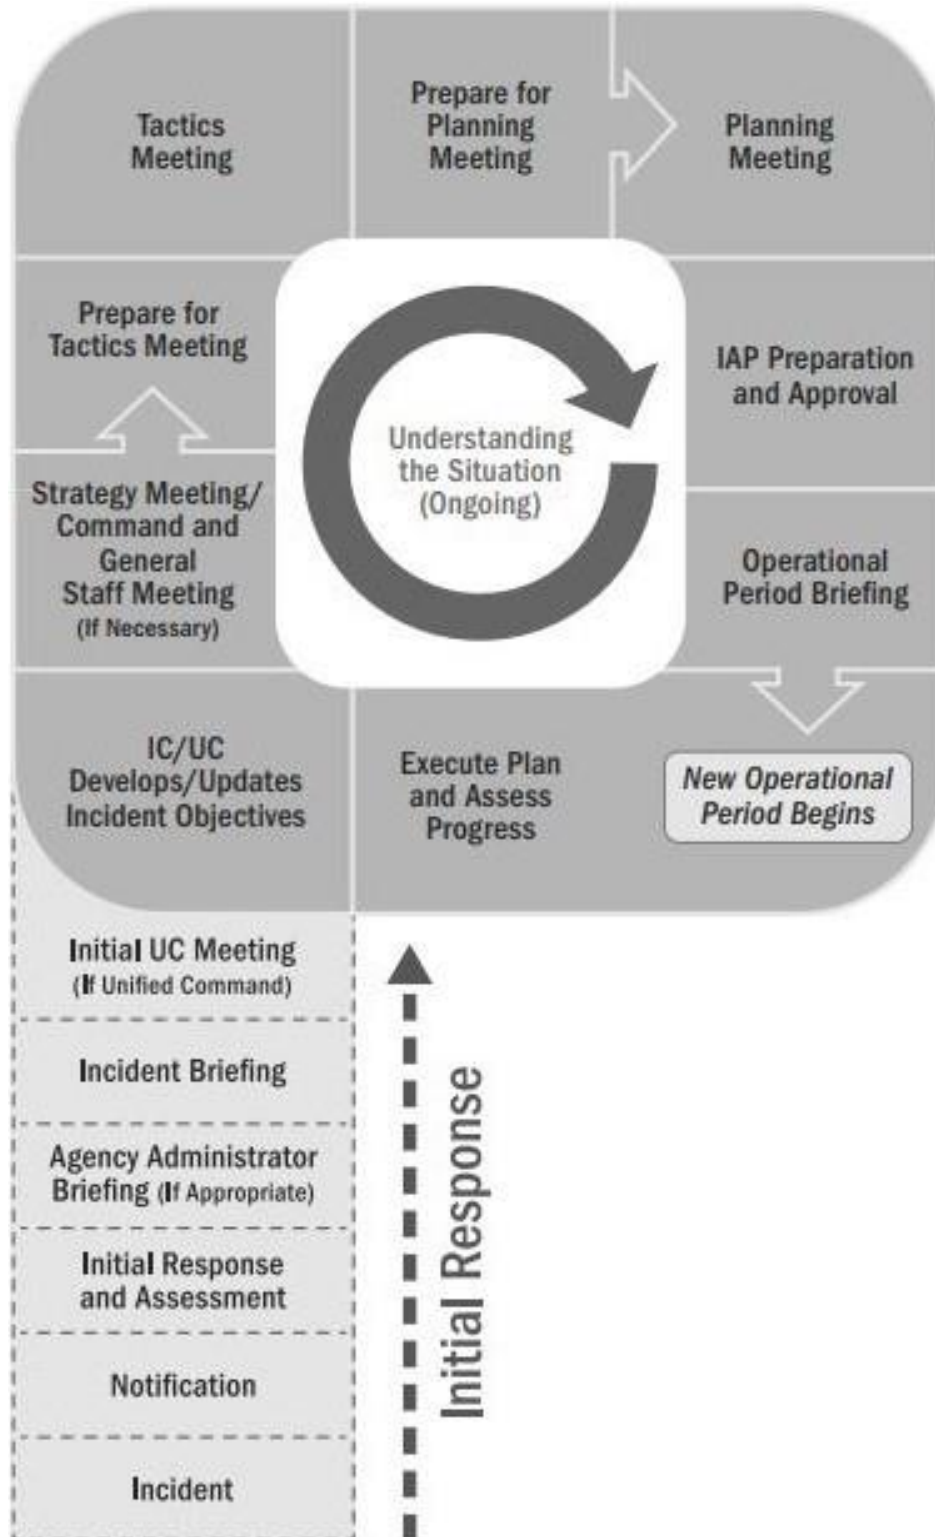 Tactics
Meeting
Prepare for
Planning
Meeting
Planning
Meeting
Prepare for
Tactics Meeting
IAP Preparation
and Approval
Understanding
the Situation
(Ongoing)
Strategy Meeting/
Command and
General
Staff Meeting
(If Necessary)
Operational
Period Briefing
IC/UC
Develops/Updates
Incident Objectives
Execute Plan
and Assess
Progress
New Operational
Period Begins
Initial UC Meeting
(If Unified Command)
Incident Briefing
Agency Administrator
Briefing (If Appropriate)
Initial Response
and Assessment
Notification
Incident
Initial Response